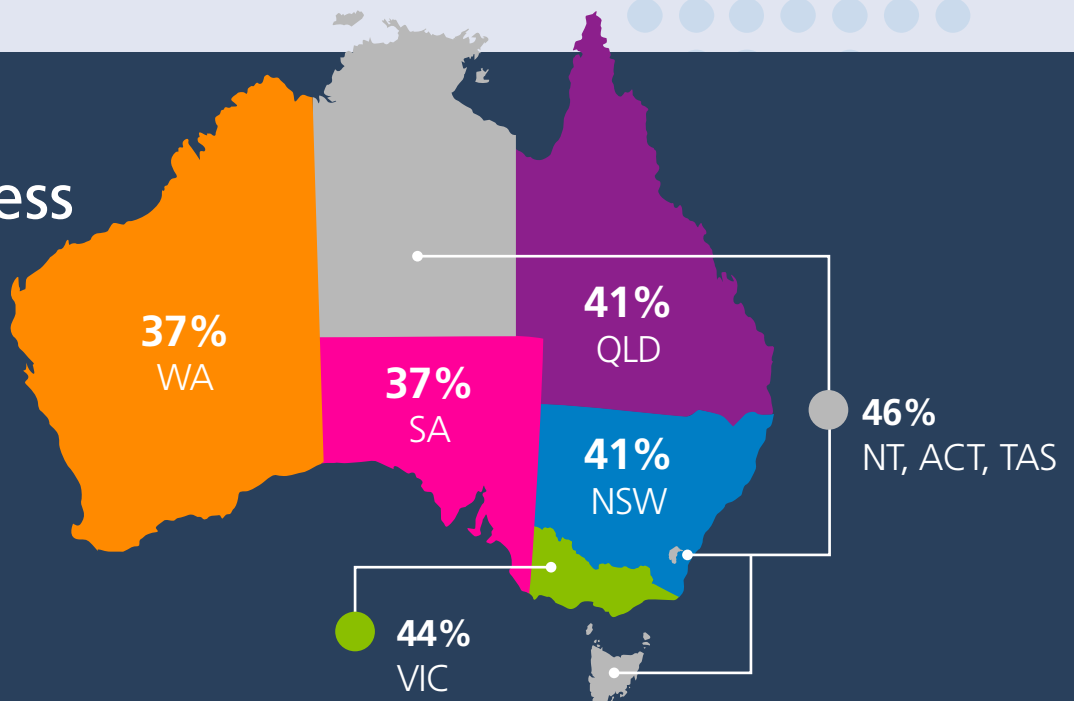 ess
37%
WA
37%
SA
41%
QLD
41%
NSW
46%
NT, ACT, TAS
44%
VIC